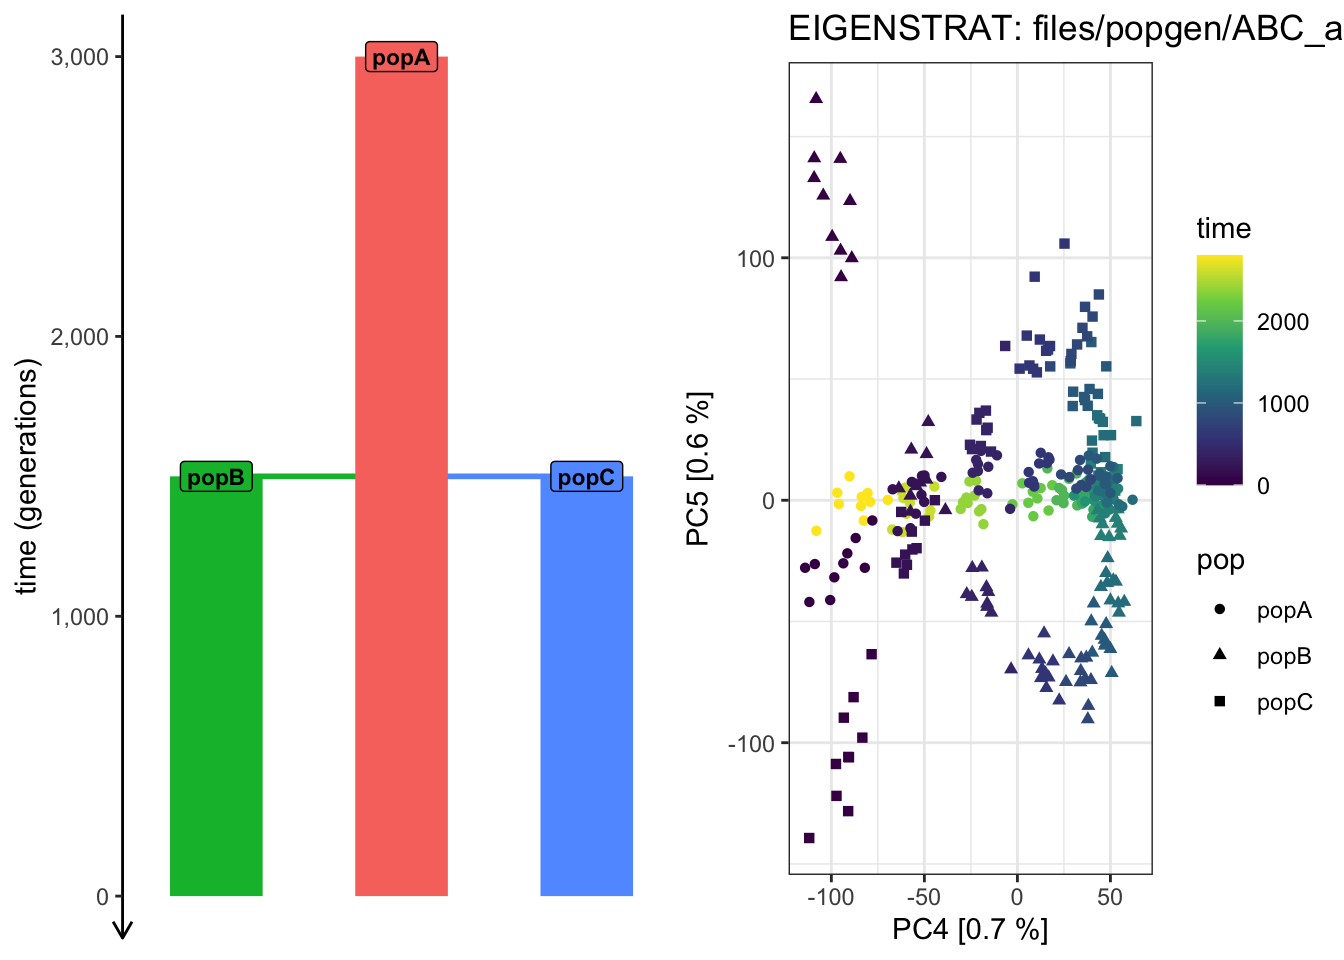 time (generations)
3,000
2,000
1,000
0
popA
popB
popC
EIGENSTRAT: files/popgen/ABC_a
PC5 [0.6 %]
100
0
-100
-100
-50
0
50
PC4 [0.7 %]
time
2000
1000
0
pop
popA
popB
popC